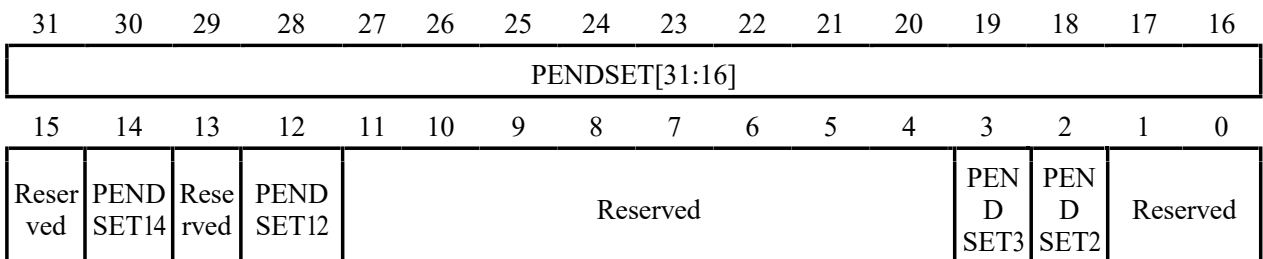 31 30 29 28 27 26 25 24 23 22 21 20 19 18 17 16
PENDSET[31:16]
15 14 13 12 11 10 9 8 7 6 5 4 3 2 1 0
Reser
ved
PEND
SET14
Rese
rved
PEND
SET12
Reserved
PEN
D
SET3
PEN
D
SET2
Reserved